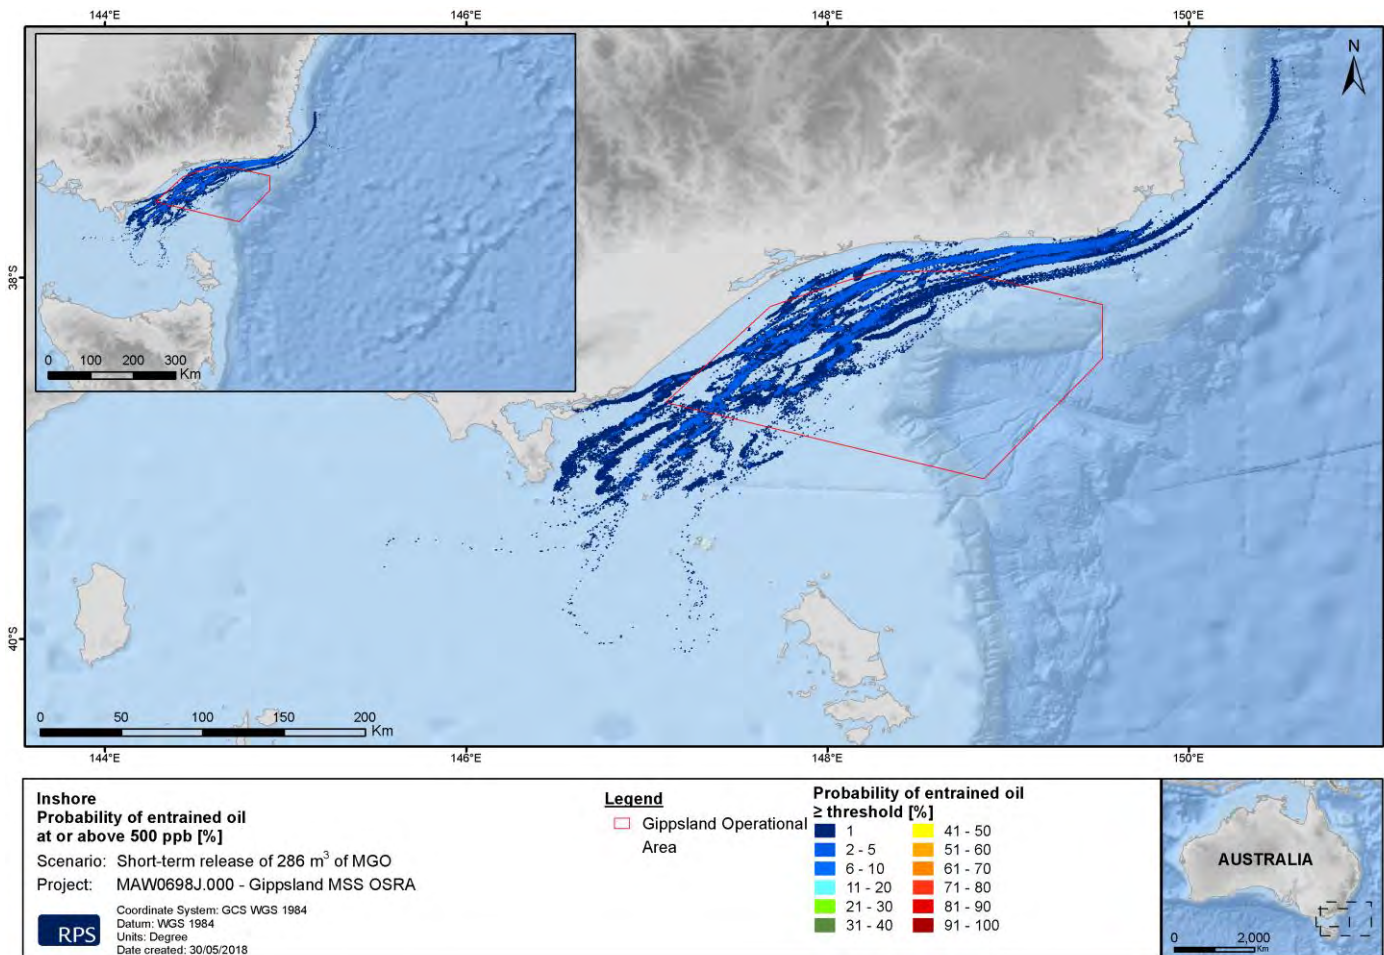 144°E 146°E 148°E 150°E
N
0 100 200 300
Km
38°S
40°S
0 50 100 150 200
Km
144°E 146°E 148°E 150°E
Inshore
Probability of entrained oil
at or above 500 ppb [%]
Scenario: Short-term release of 286 m³ of MGO
Project: MAW0698J.000 - Gippsland MSS OSRA
RPS
Coordinate System: GCS WGS 1984
Datum: WGS 1984
Units: Degree
Date created: 30/05/2018
Legend
Gippsland Operational
Area
Probability of entrained oil
≥ threshold [%]
1 41 - 50
2 - 5 51 - 60
6 - 10 61 - 70
11 - 20 71 - 80
21 - 30 81 - 90
31 - 40 91 - 100
AUSTRALIA
0 2,000
Km